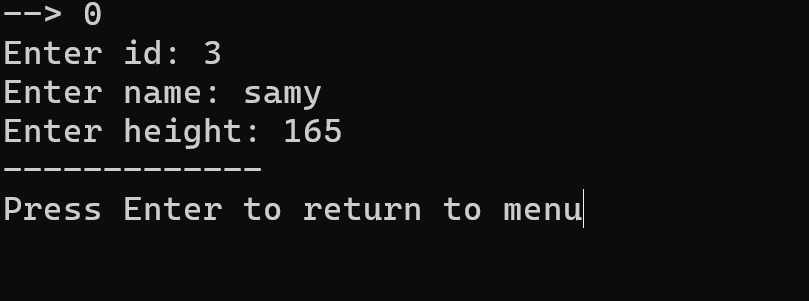 --> 0
Enter id: 3
Enter name: samy
Enter height: 165
-------------
Press Enter to return to menu